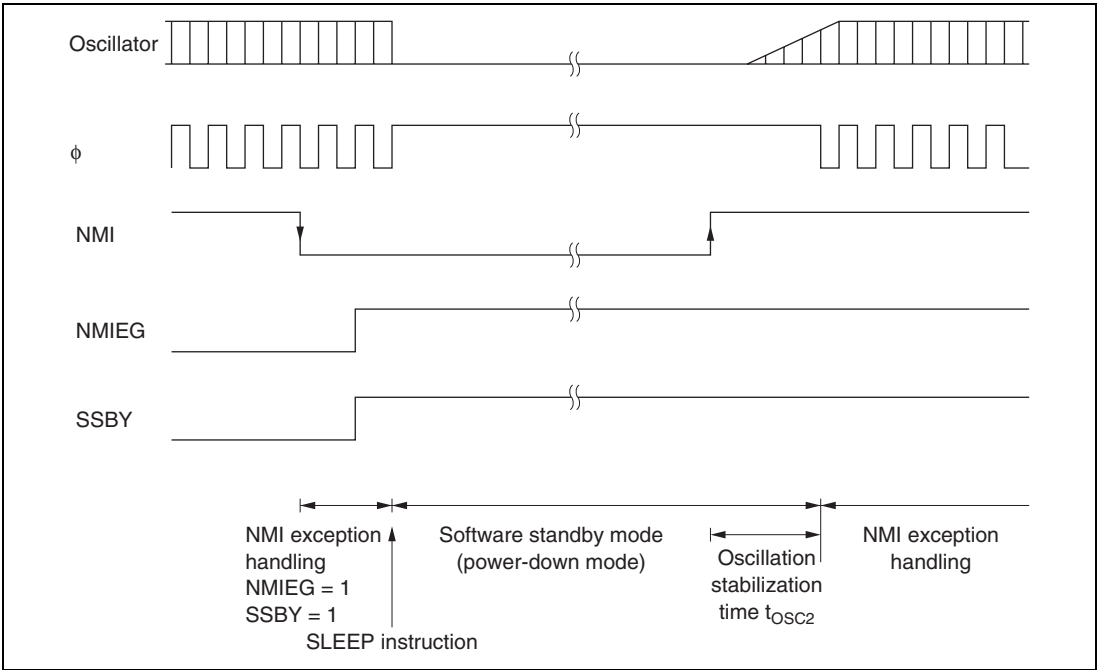 Oscillator
ϕ
NMI
NMIEG
SSBY
NMI exception
handling
NMIEG = 1
SSBY = 1
SLEEP instruction
Software standby mode
(power-down mode)
Oscillation
stabilization
time tOSC2
NMI exception
handling